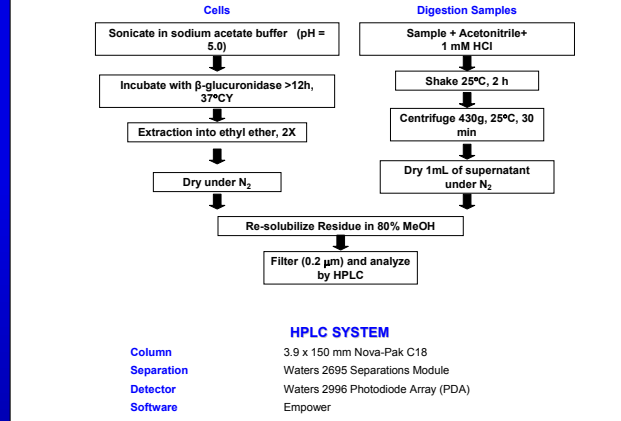 Cells
Sonicate in sodium acetate buffer (pH =
5.0)
Incubate with β-glucuronidase >12h,
37ºCY
Extraction into ethyl ether, 2X
Dry under N₂
Digestion Samples
Sample + Acetonitrile+
1 mM HCl
Shake 25ºC, 2 h
Centrifuge 430g, 25ºC, 30
min
Dry 1mL of supernatant
under N₂
Re-solubilize Residue in 80% MeOH
Filter (0.2 µm) and analyze
by HPLC
HPLC SYSTEM
Column 3.9 x 150 mm Nova-Pak C18
Separation Waters 2695 Separations Module
Detector Waters 2996 Photodiode Array (PDA)
Software Empower